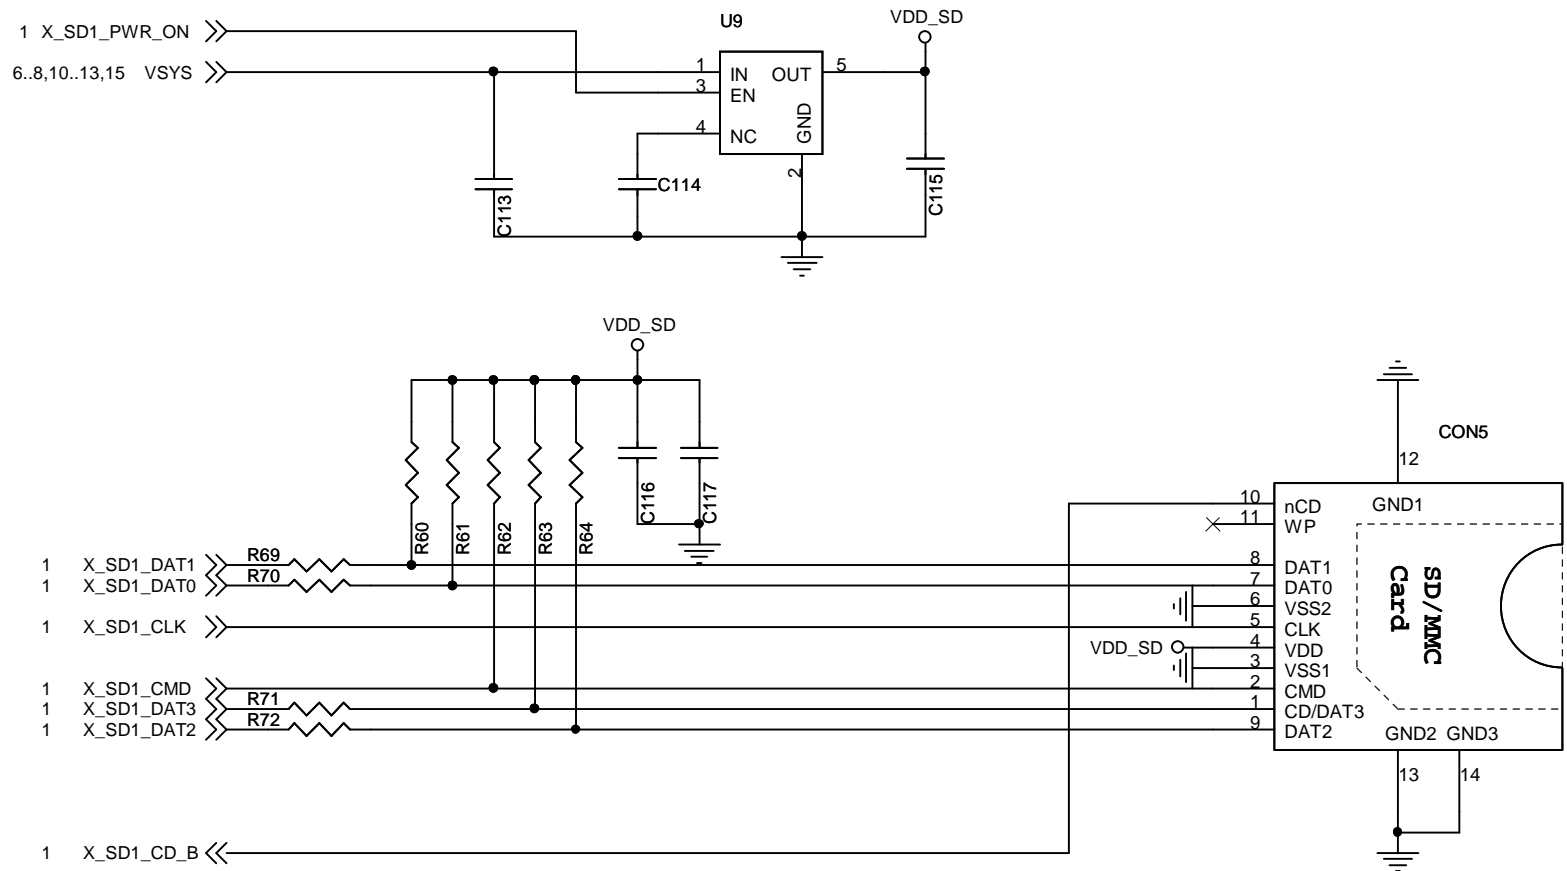 U9
VDD_SD
1 X_SD1_PWR_ON
6..8,10..13,15 VSYS
1 IN OUT 5
3 EN
4 NC
GND
2
C113
C114
C115
VDD_SD
C116
C117
R60
R61
R62
R63
R64
CON5
12
GND1
10 nCD
11 WP
1 X_SD1_DAT1 R69 8 DAT1
1 X_SD1_DAT0 R70 7 DAT0
6 VSS2
1 X_SD1_CLK 5 CLK
VDD_SD 4 VDD
3 VSS1
1 X_SD1_CMD 2 CMD
1 X_SD1_DAT3 R71 1 CD/DAT3
1 X_SD1_DAT2 R72 9 DAT2
SD/MMC
Card
GND2 GND3
13 14
1 X_SD1_CD_B